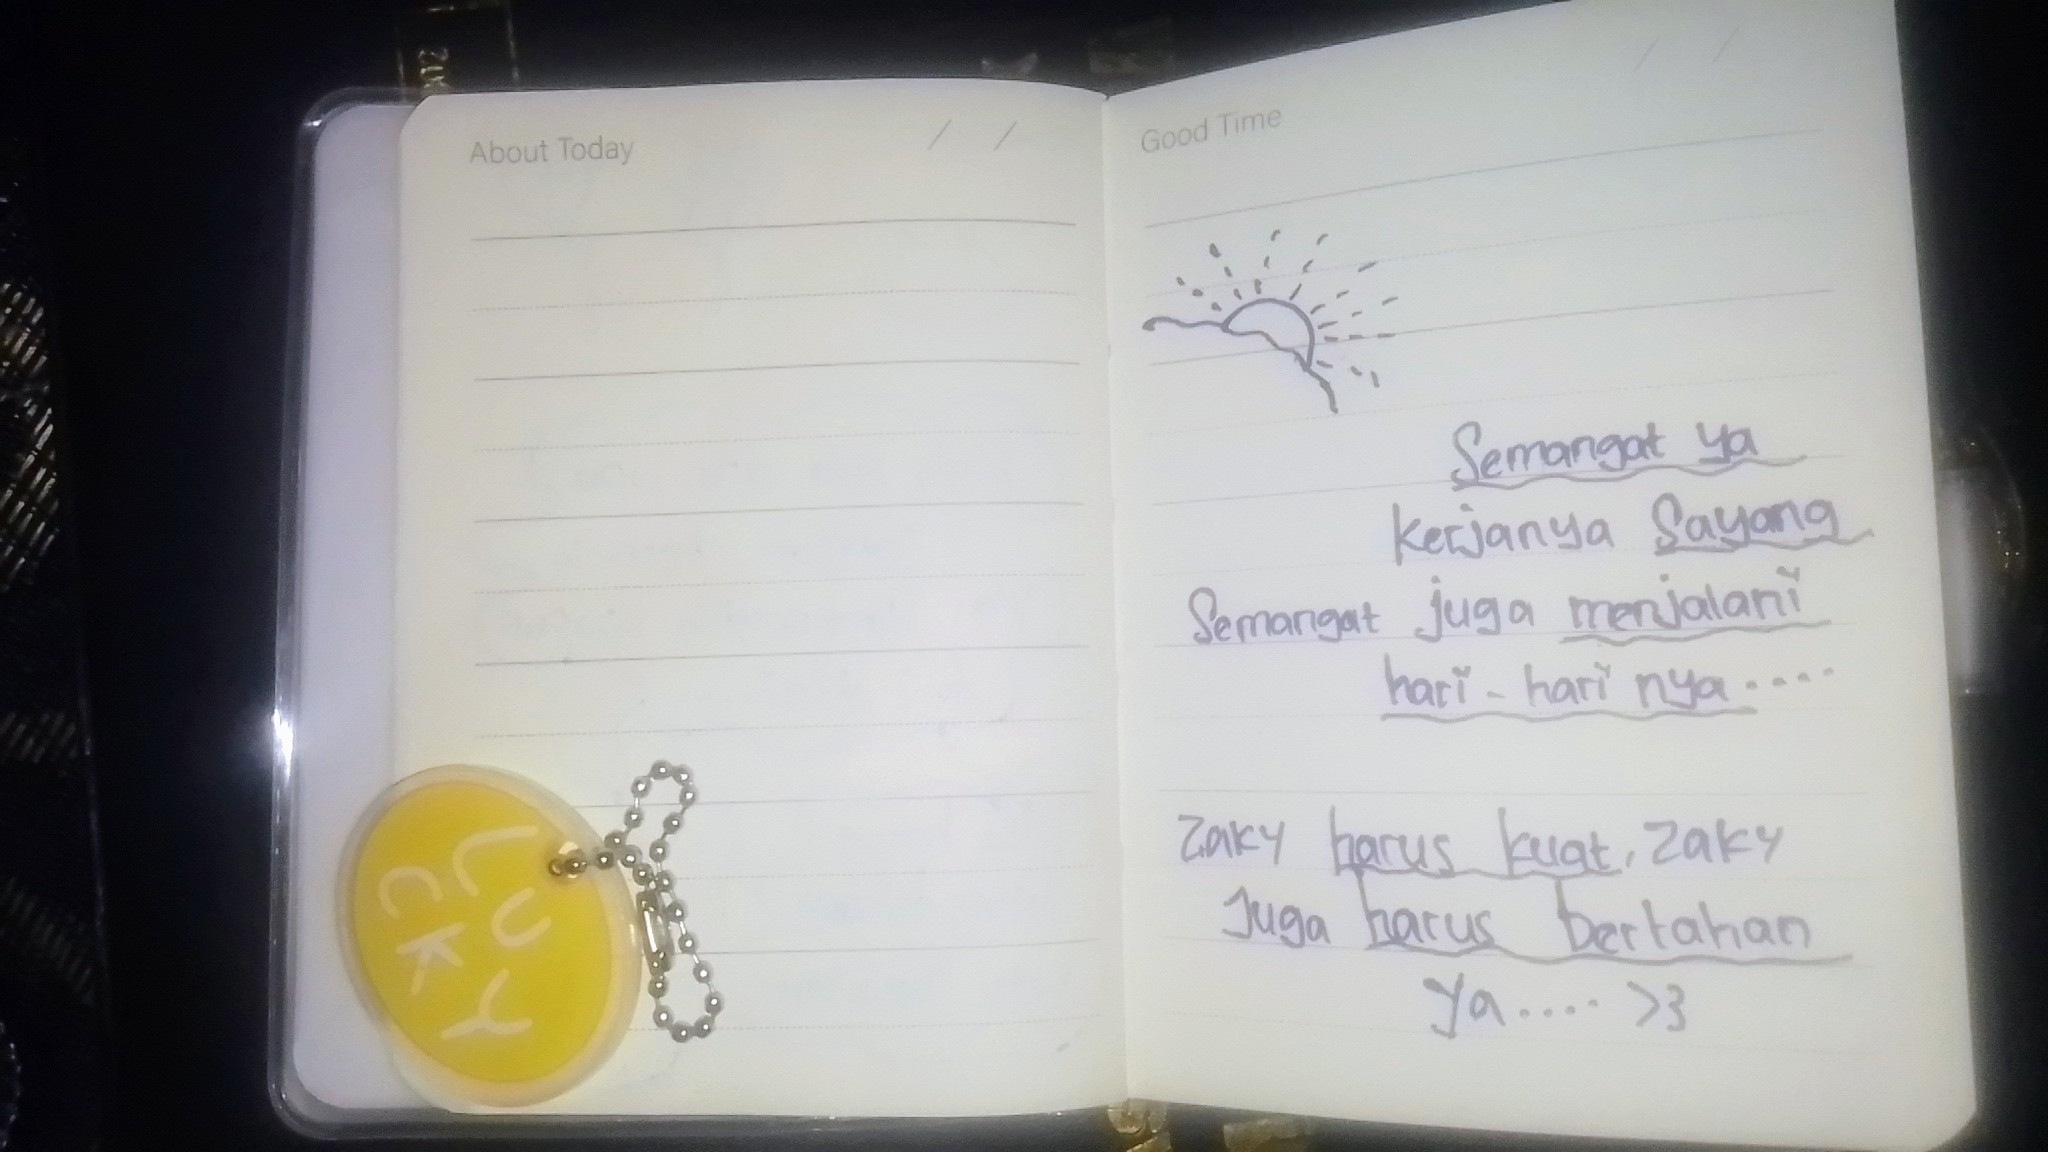 About Today / /
LU
CKY
Good Time / /
Semangat ya
kerjanya Sayang
Semangat juga menjalani
hari - hari nya ....
Zaky harus kuat, Zaky
Juga harus bertahan
Ya .... >3